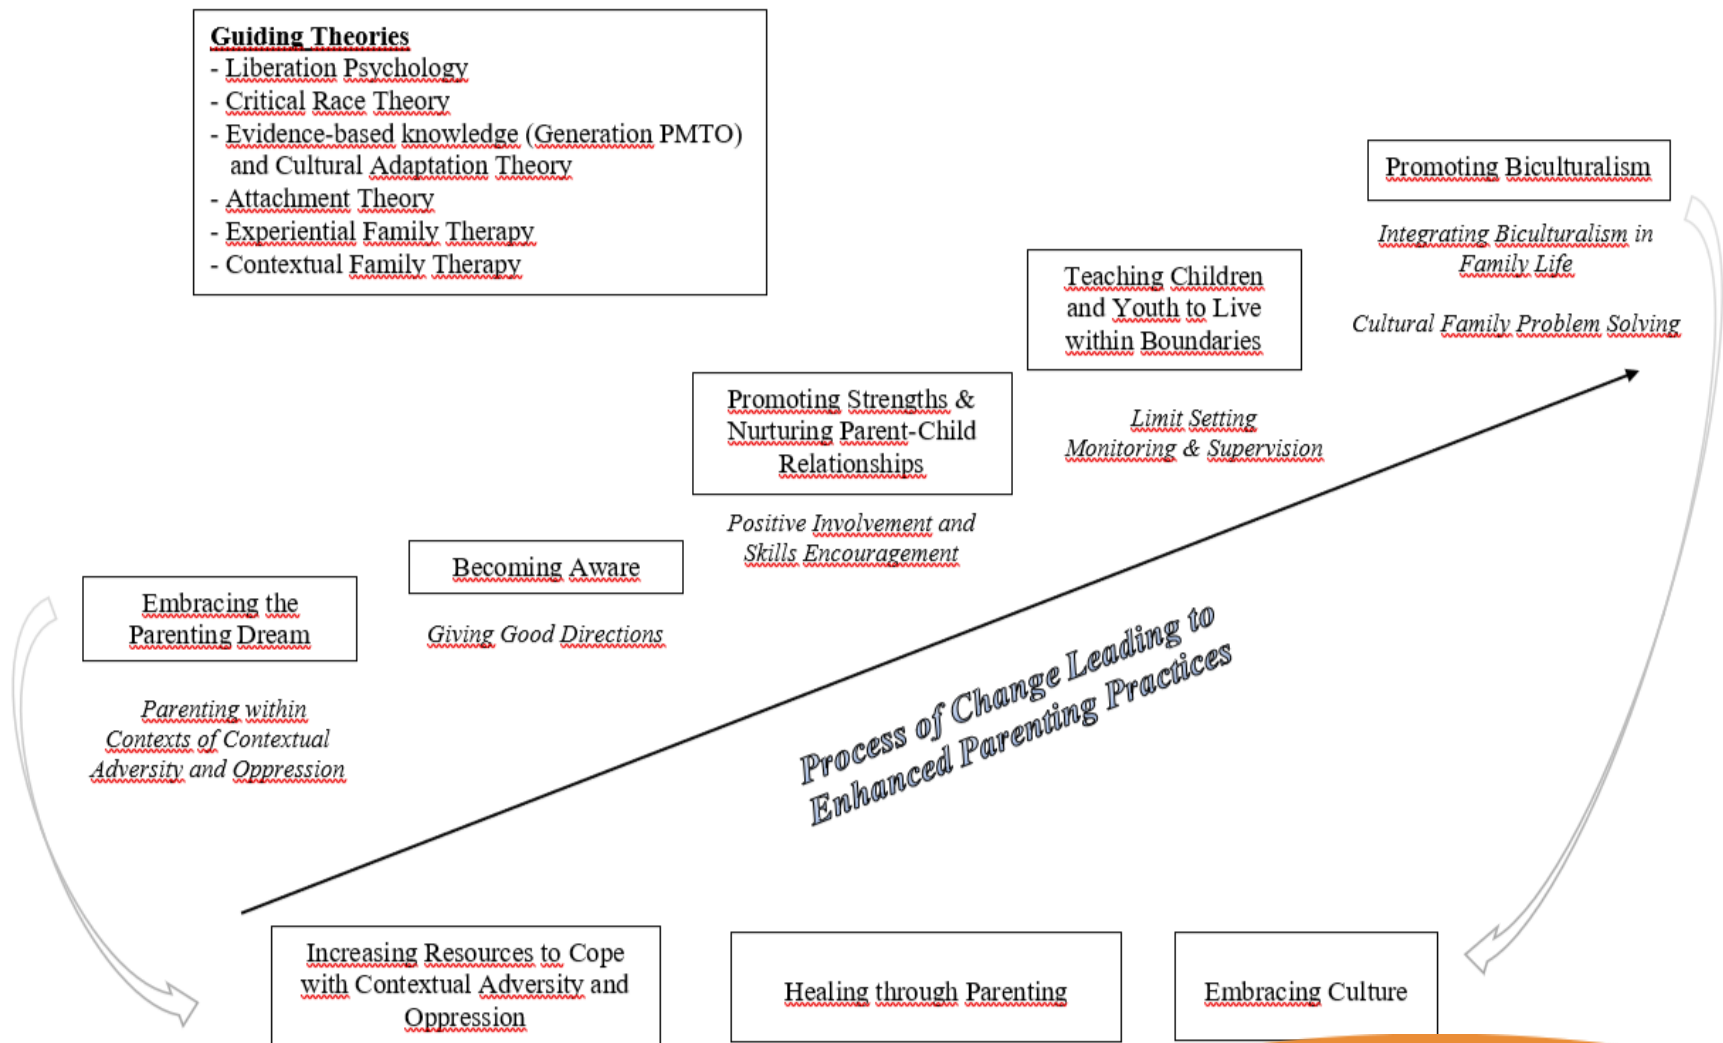 Guiding Theories
- Liberation Psychology
- Critical Race Theory
- Evidence-based knowledge (Generation PMTO)
and Cultural Adaptation Theory
- Attachment Theory
- Experiential Family Therapy
- Contextual Family Therapy
Promoting Biculturalism
Integrating Biculturalism in
Family Life
Cultural Family Problem Solving
Teaching Children
and Youth to Live
within Boundaries
Limit Setting
Monitoring & Supervision
Promoting Strengths &
Nurturing Parent-Child
Relationships
Positive Involvement and
Skills Encouragement
Becoming Aware
Giving Good Directions
Embracing the
Parenting Dream
Parenting within
Contexts of Contextual
Adversity and Oppression
Process of Change Leading to
Enhanced Parenting Practices
Increasing Resources to Cope
with Contextual Adversity and
Oppression
Healing through Parenting
Embracing Culture